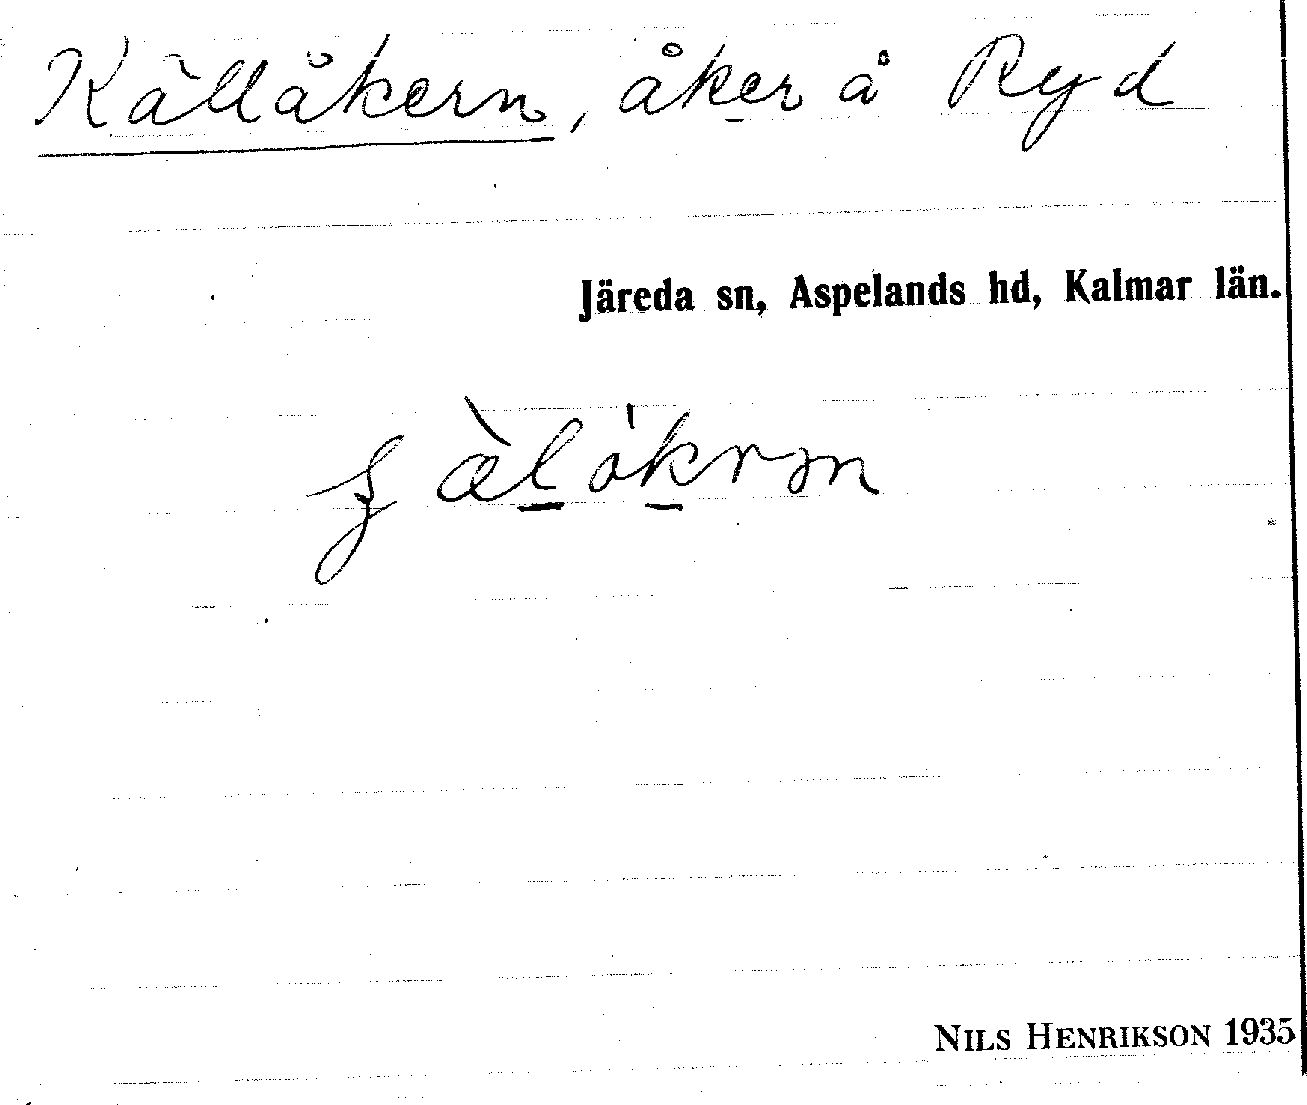 Källåkern, åker å Ryd
Järeda sn, Aspelands hd, Kalmar län.
NILS HENRIKSON 1935